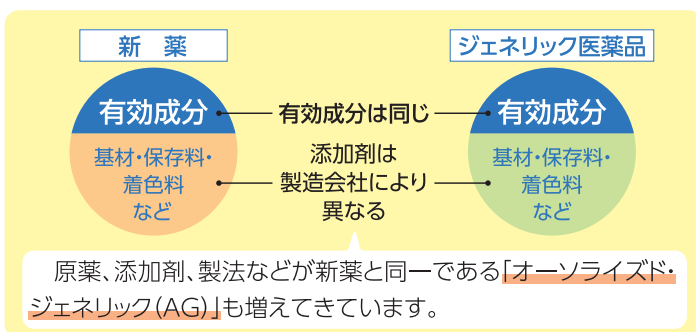 新　薬
ジェネリック医薬品
有効成分
有効成分は同じ
有効成分
基材・保存料・
着色料
など
添加剤は
製造会社により
異なる
基材・保存料・
着色料
など
原薬、添加剤、製法などが新薬と同一である「オーソライズド・
ジェネリック（AG）」も増えてきています。